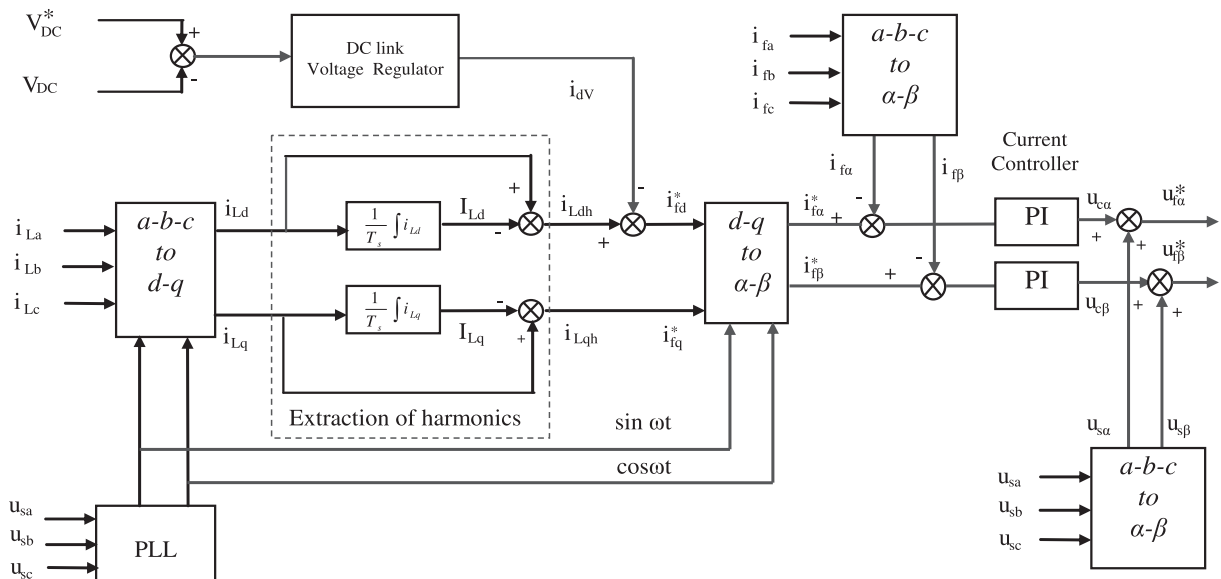 V*DC
+
-
VDC
DC link
Voltage Regulator
idV
ifa
ifb
ifc
a-b-c
to
α-β
ifα
ifβ
Current
Controller
iLa
iLb
iLc
a-b-c
to
d-q
iLd
iLq
1/Ts ∫ iLd
ILd
+
-
iLdh
+
-
i*fd
1/Ts ∫ iLq
ILq
-
+
iLqh
i*fq
Extraction of harmonics
d-q
to
α-β
i*fα
+
-
i*fβ
+
-
PI
ucα
+
+
u*fα
PI
ucβ
+
+
u*fβ
sin ωt
cosωt
usα
usβ
usa
usb
usc
PLL
usa
usb
usc
a-b-c
to
α-β